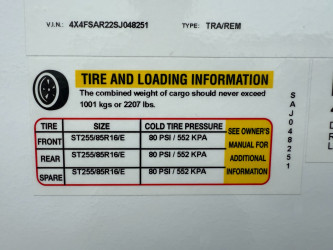 V.I.N.: 4X4FSAR22SJ048251 TYPE: TRA/REM
TIRE AND LOADING INFORMATION
The combined weight of cargo should never exceed
1001 kgs or 2207 lbs.
TIRE SIZE COLD TIRE PRESSURE SEE OWNER'S MANUAL FOR ADDITIONAL INFORMATION
FRONT ST255/85R16/E 80 PSI / 552 KPA
REAR ST255/85R16/E 80 PSI / 552 KPA
SPARE ST255/85R16/E 80 PSI / 552 KPA
SAJ048251